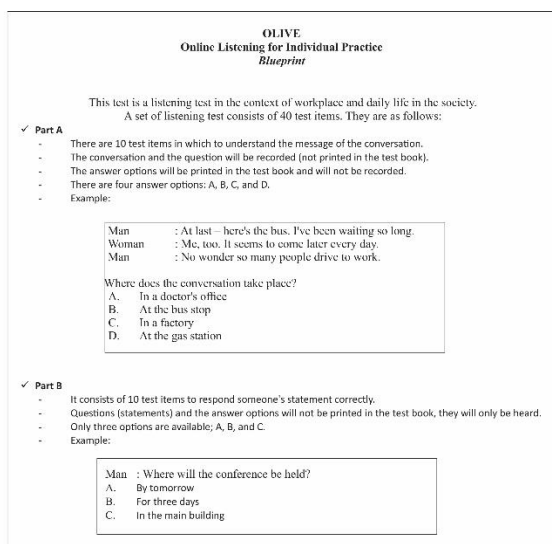 OLIVE
Online Listening for Individual Practice
Blueprint
This test is a listening test in the context of workplace and daily life in the society.
A set of listening test consists of 40 test items. They are as follows:
✓ Part A
- There are 10 test items in which to understand the message of the conversation.
- The conversation and the question will be recorded (not printed in the test book).
- The answer options will be printed in the test book and will not be recorded.
- There are four answer options: A, B, C, and D.
- Example:
Man : At last – here's the bus. I've been waiting so long.
Woman : Me, too. It seems to come later every day.
Man : No wonder so many people drive to work.
Where does the conversation take place?
A. In a doctor's office
B. At the bus stop
C. In a factory
D. At the gas station
✓ Part B
- It consists of 10 test items to respond someone's statement correctly.
- Questions (statements) and the answer options will not be printed in the test book, they will only be heard.
- Only three options are available; A, B, and C.
- Example:
Man : Where will the conference be held?
A. By tomorrow
B. For three days
C. In the main building